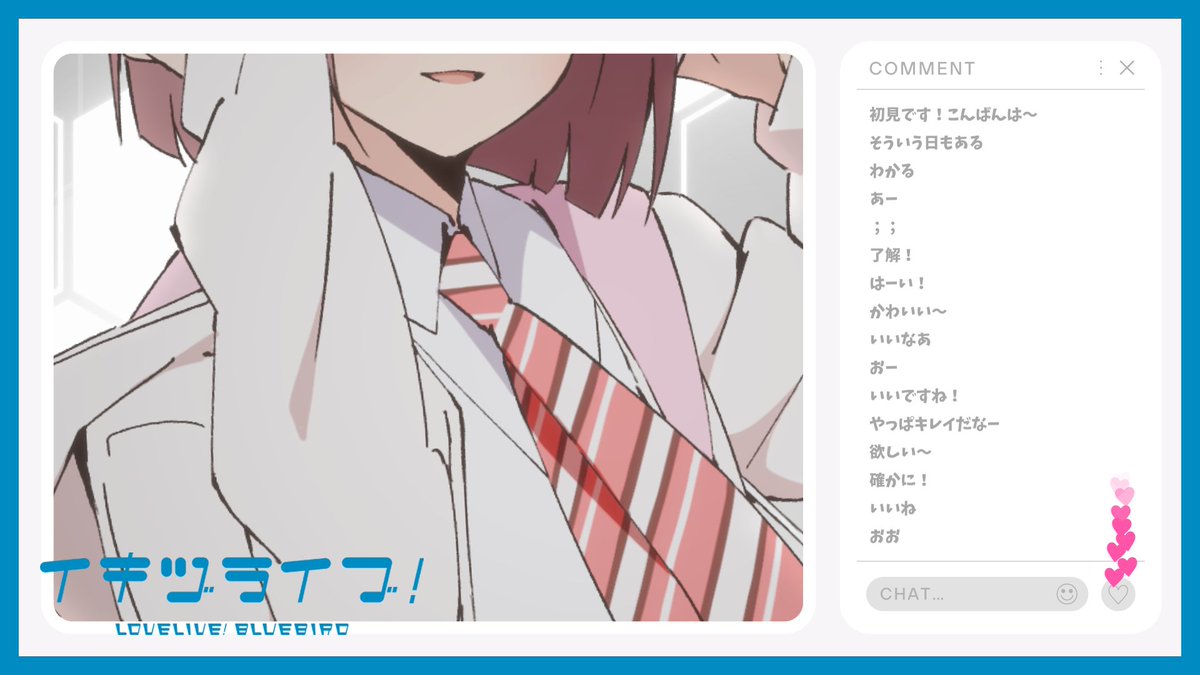 イキヅライブ!
LOVELIVE! BLUEBIRD
COMMENT
初見です！こんばんは〜
そういう日もある
わかる
あー
；；
了解！
はーい！
かわいい〜
いいなあ
おー
いいですね！
やっぱキレイだなー
欲しい〜
確かに！
いいね
おお
CHAT...